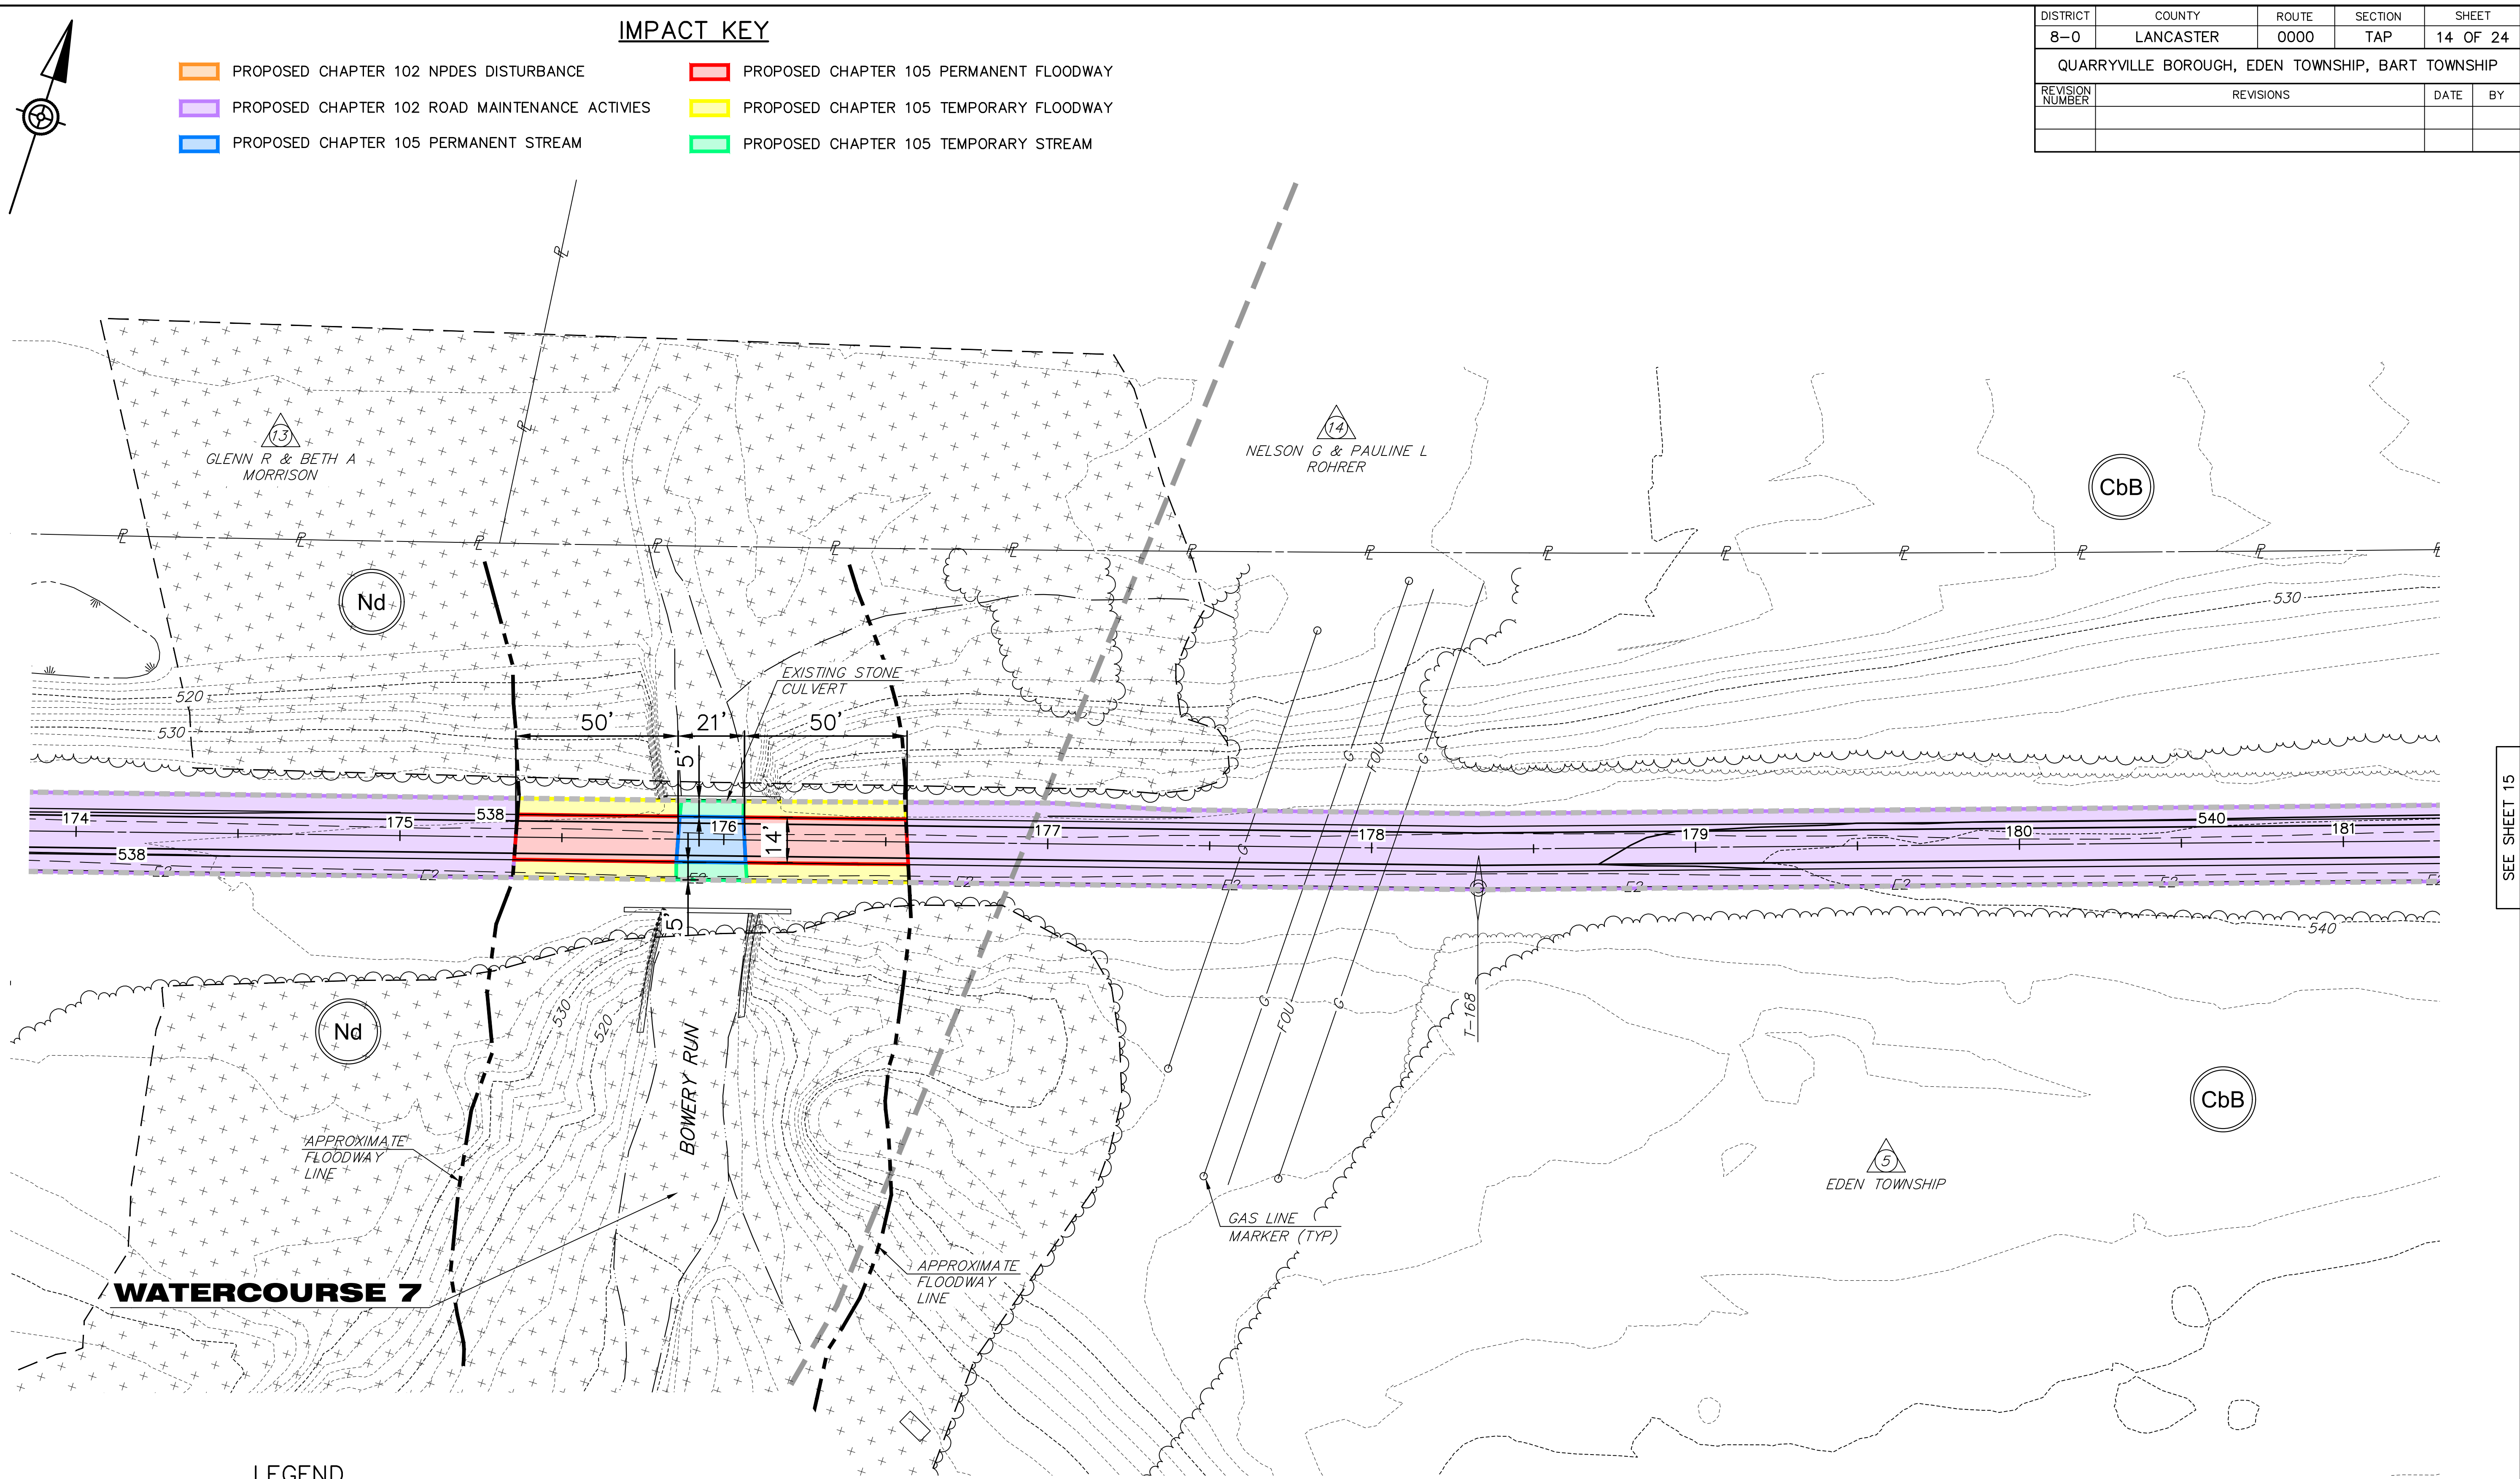 IMPACT KEY
PROPOSED CHAPTER 102 NPDES DISTURBANCE
PROPOSED CHAPTER 102 ROAD MAINTENANCE ACTIVIES
PROPOSED CHAPTER 105 PERMANENT STREAM
PROPOSED CHAPTER 105 PERMANENT FLOODWAY
PROPOSED CHAPTER 105 TEMPORARY FLOODWAY
PROPOSED CHAPTER 105 TEMPORARY STREAM
DISTRICT COUNTY ROUTE SECTION SHEET
8-0 LANCASTER 0000 TAP 14 OF 24
QUARRYVILLE BOROUGH, EDEN TOWNSHIP, BART TOWNSHIP
REVISION NUMBER REVISIONS DATE BY
13
GLENN R & BETH A
MORRISON
14
NELSON G & PAULINE L
ROHRER
CbB
Nd
530
520
530
EXISTING STONE
CULVERT
50' 21' 50'
5'
174 175 538 176 177 178 179 180 540 181
538
14'
5'
SEE SHEET 15
G G FOU G
540
T-168
G FOU G
Nd
530
520
BOWERY RUN
CbB
5
EDEN TOWNSHIP
APPROXIMATE
FLOODWAY
LINE
GAS LINE
MARKER (TYP)
APPROXIMATE
FLOODWAY
LINE
WATERCOURSE 7
LEGEND